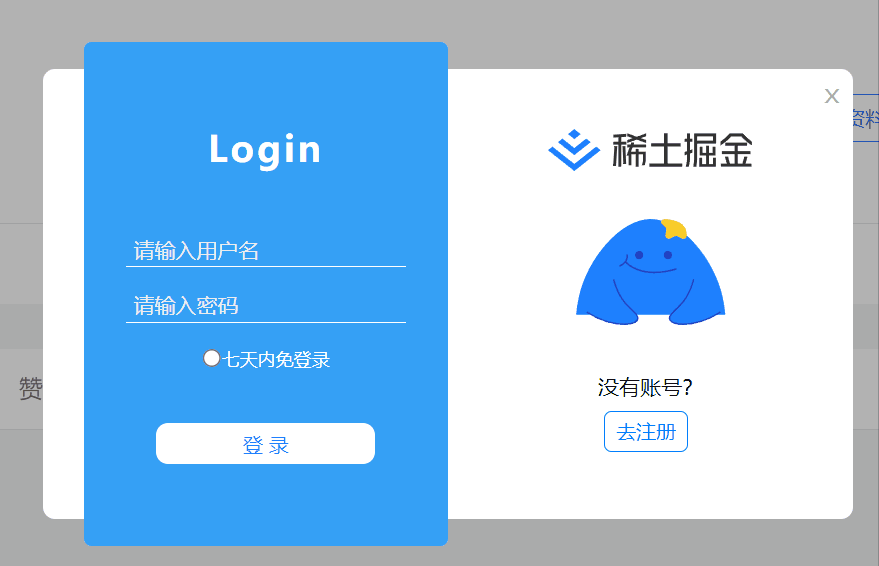 Login
请输入用户名
请输入密码
七天内免登录
登 录
X
稀土掘金
没有账号?
去注册
资料
赞